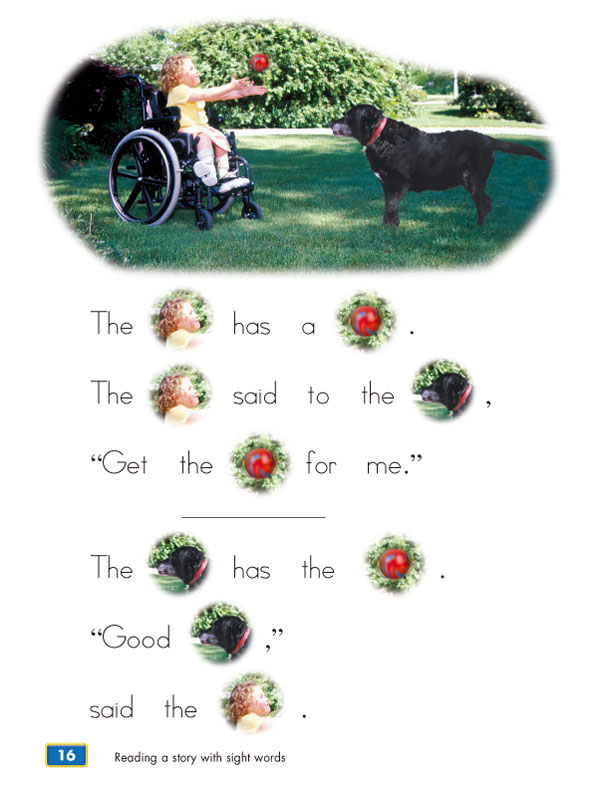 The has a .
The said to the ,
“Get the for me.”
The has the .
“Good ,”
said the .
16 Reading a story with sight words